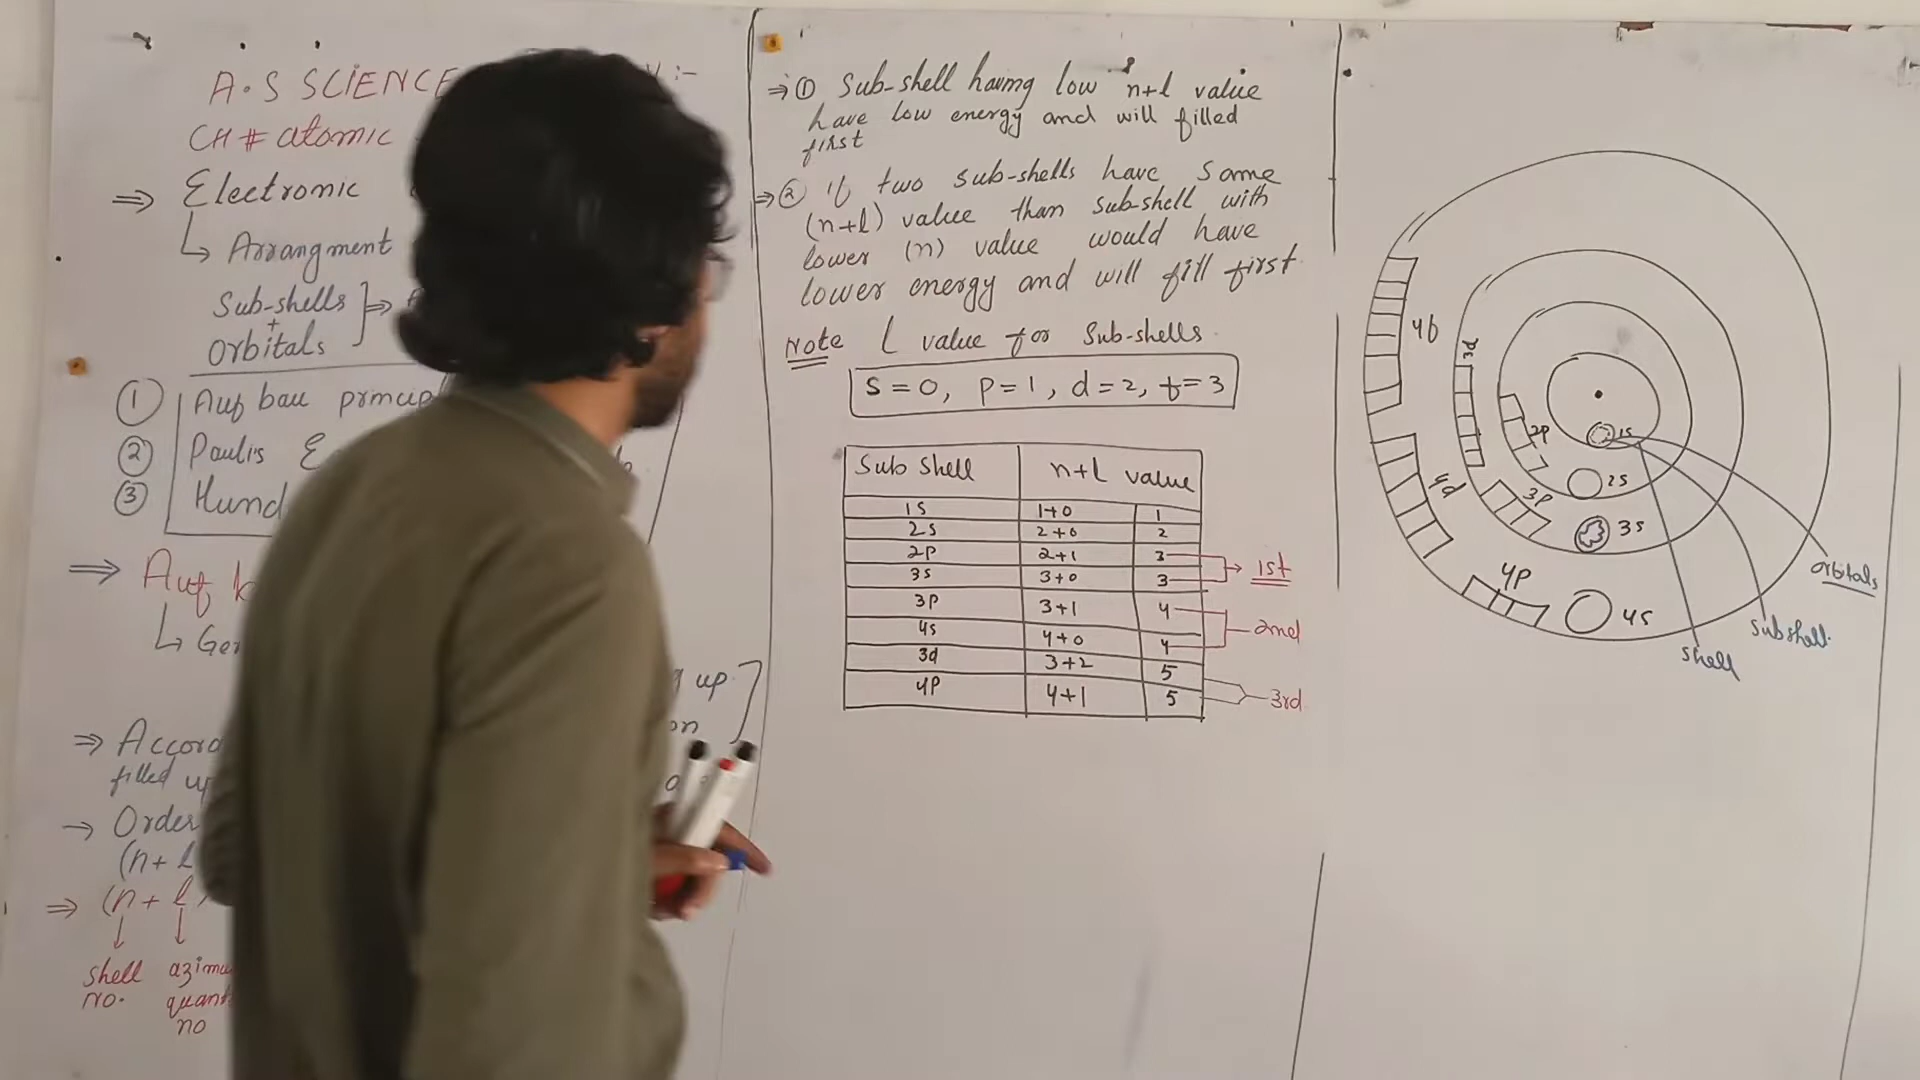 A.S SCIENCE
CH # atomic
⇒ Electronic
↳ Arrangment
Sub-shells
+
Orbitals
① Auf bau princip
② Paulis E
③ Hund
⇒ Auf b
↳ Ger
up
on
⇒ Accord
filled up
→ Order
(n+l
⇒ (n + l)
shell azimu
no. quant
no
⇒ ① Sub-shell having low n+l value
have low energy and will filled
first
⇒ ② If two sub-shells have same
(n+l) value than sub-shell with
lower (n) value would have
lower energy and will fill first
Note l value for Sub-shells.
s=0, p=1, d=2, f=3
Sub Shell n+l value
1s 1+0 1
2s 2+0 2
2p 2+1 3
3s 3+0 3
1st
3p 3+1 4
4s 4+0 4
2nd
3d 3+2 5
4p 4+1 5
3rd
4f
3d
2p
1s
4d
3p
2s
3s
4p
4s
orbitals
subshell
shell